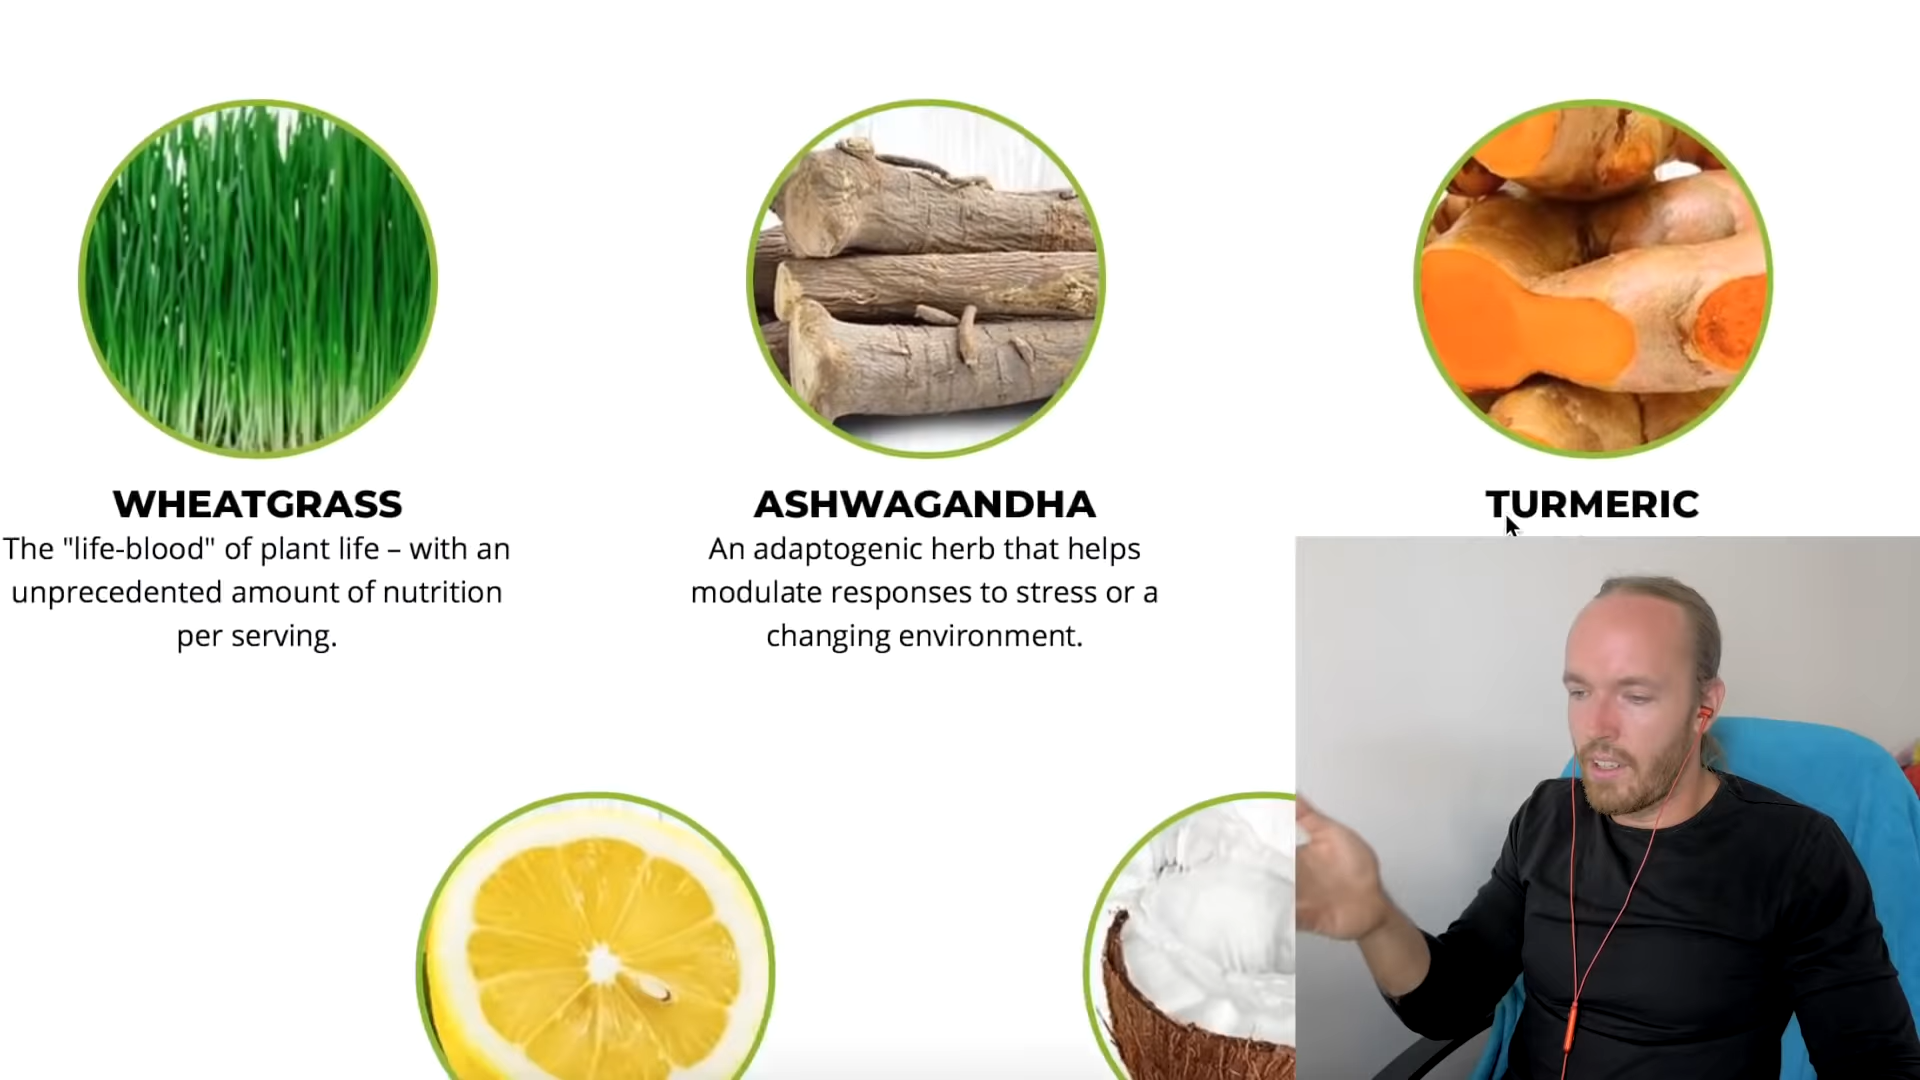 WHEATGRASS
The "life-blood" of plant life – with an
unprecedented amount of nutrition
per serving.
ASHWAGANDHA
An adaptogenic herb that helps
modulate responses to stress or a
changing environment.
TURMERIC